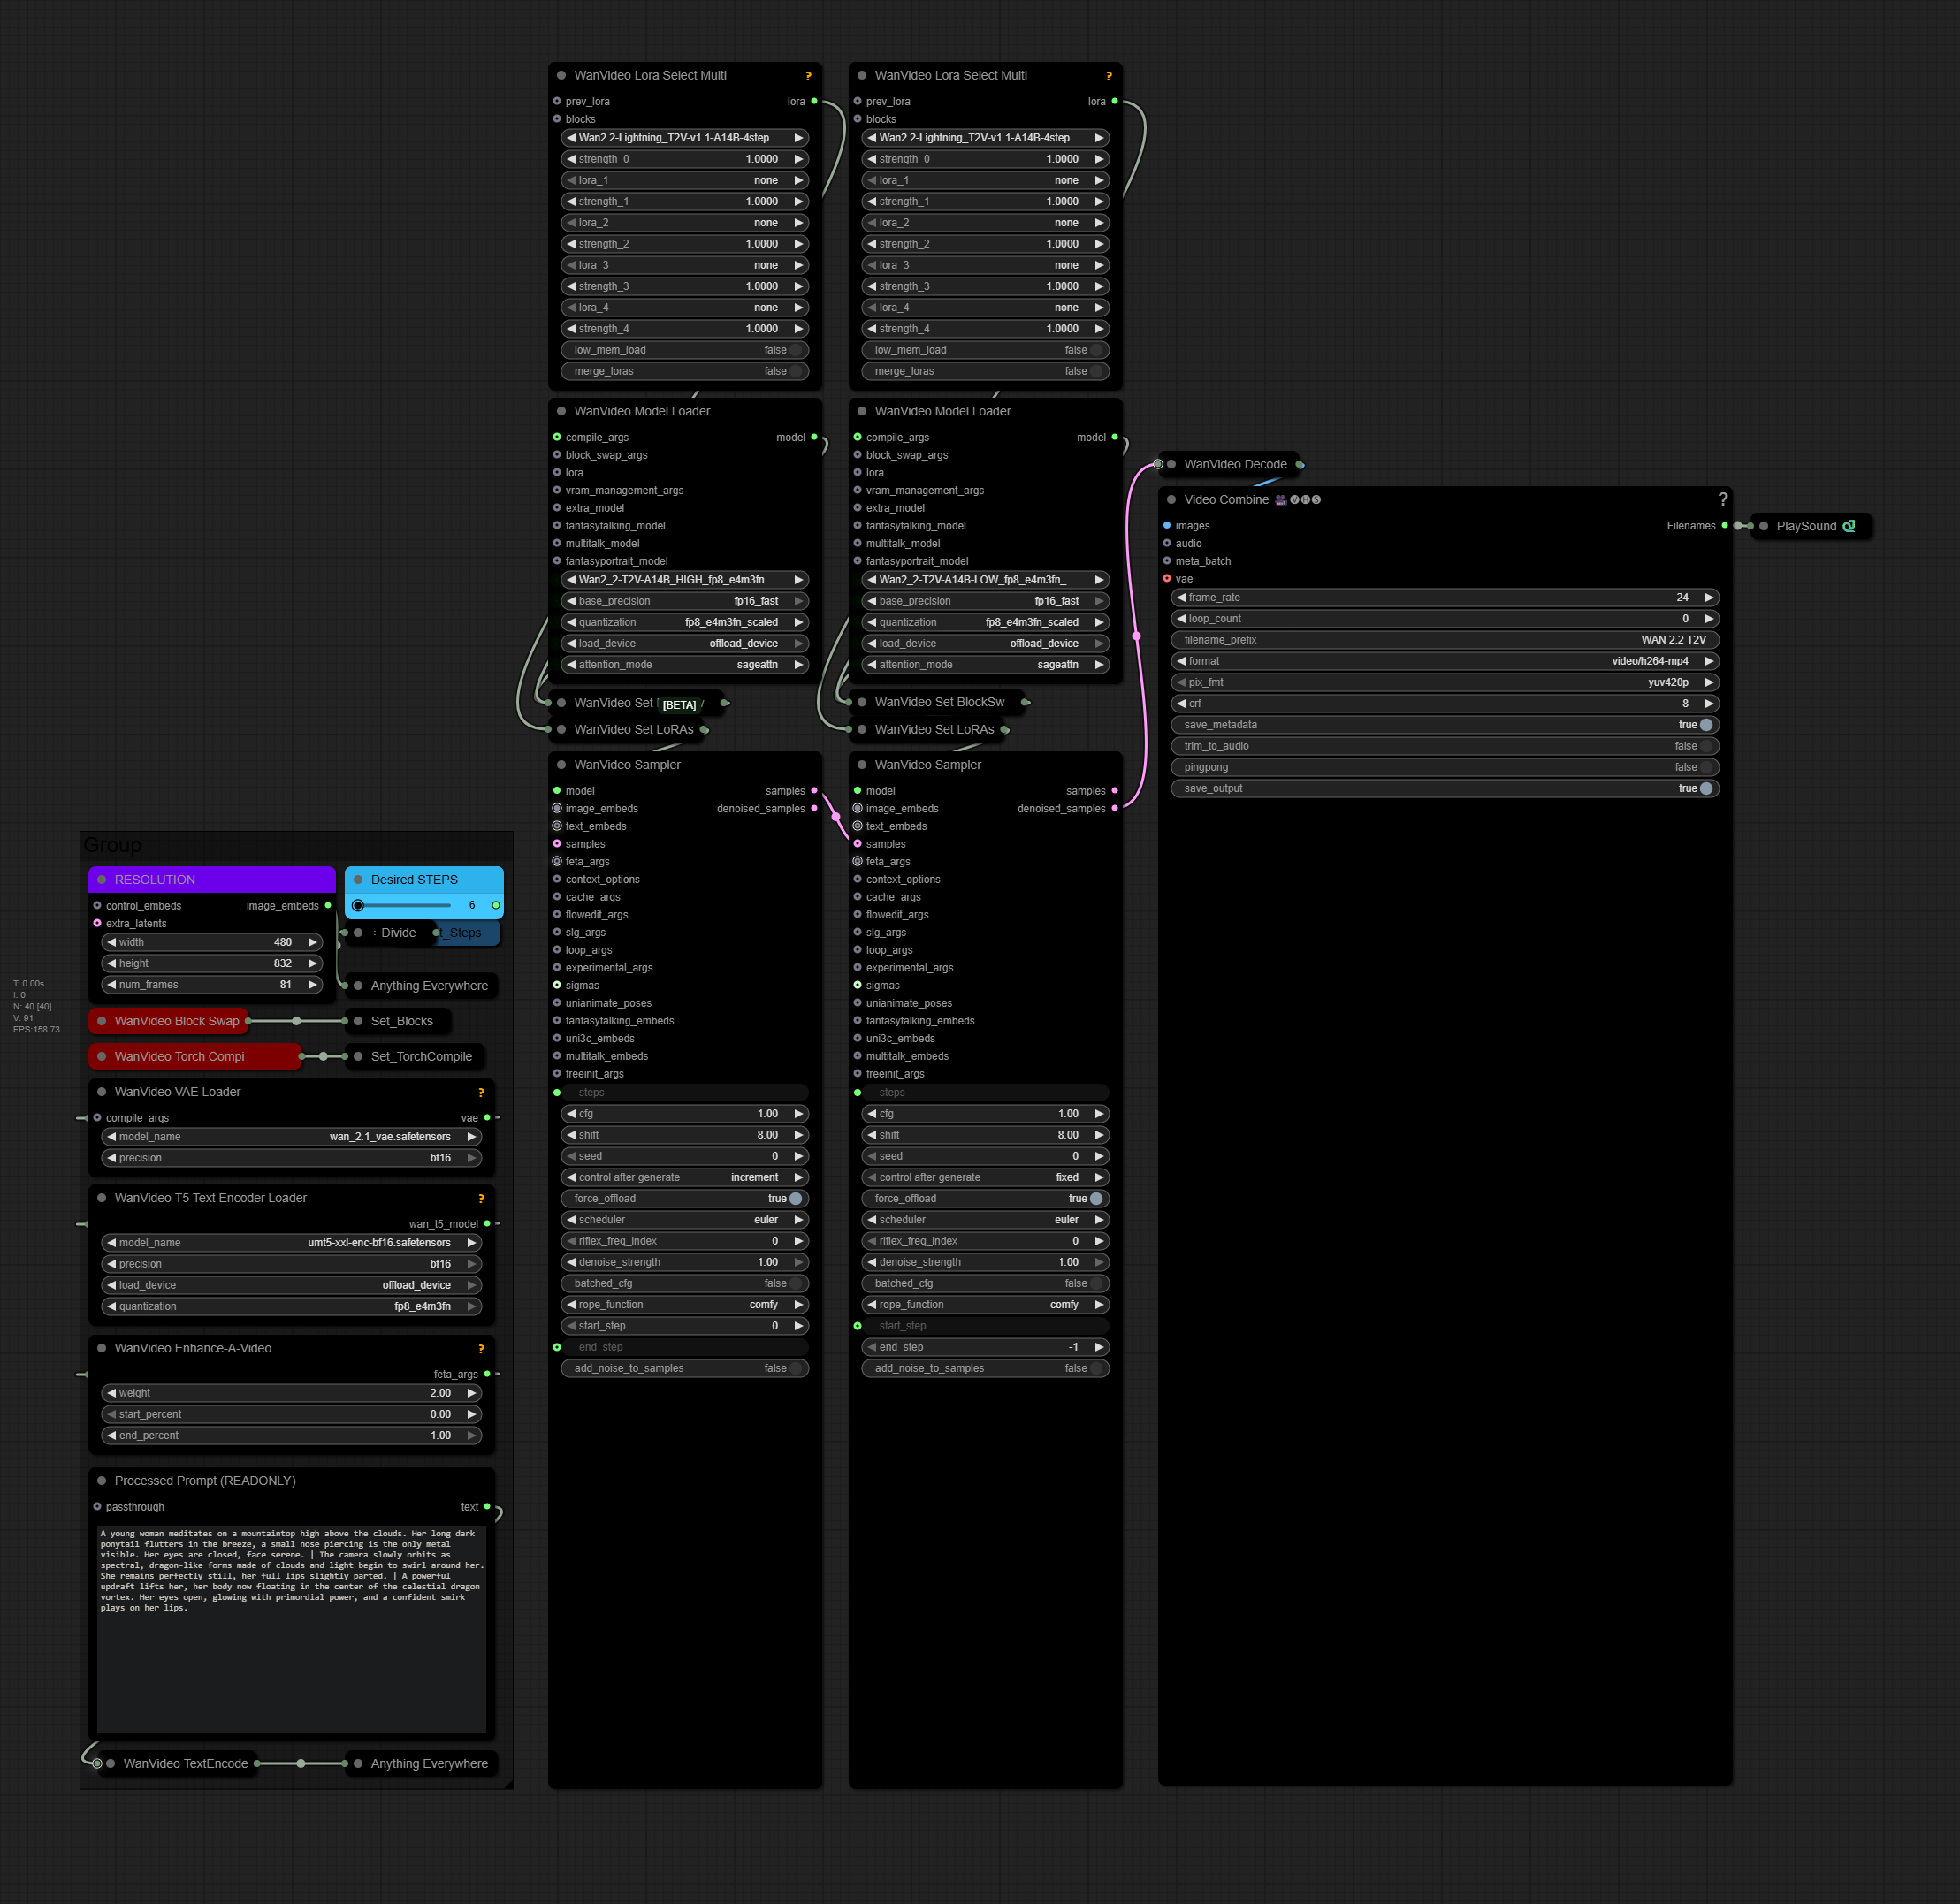 WanVideo Lora Select Multi ?
prev_lora lora
blocks
Wan2.2-Lightning_T2V-v1.1-A14B-4step...
strength_0 1.0000
lora_1 none
strength_1 1.0000
lora_2 none
strength_2 1.0000
lora_3 none
strength_3 1.0000
lora_4 none
strength_4 1.0000
low_mem_load false
merge_loras false
WanVideo Lora Select Multi ?
prev_lora lora
blocks
Wan2.2-Lightning_T2V-v1.1-A14B-4step...
strength_0 1.0000
lora_1 none
strength_1 1.0000
lora_2 none
strength_2 1.0000
lora_3 none
strength_3 1.0000
lora_4 none
strength_4 1.0000
low_mem_load false
merge_loras false
WanVideo Model Loader
compile_args model
block_swap_args
lora
vram_management_args
extra_model
fantasytalking_model
multitalk_model
fantasyportrait_model
Wan2_2-T2V-A14B_HIGH_fp8_e4m3fn ...
base_precision fp16_fast
quantization fp8_e4m3fn_scaled
load_device offload_device
attention_mode sageattn
WanVideo Set [BETA]
WanVideo Set LoRAs
WanVideo Model Loader
compile_args model
block_swap_args
lora
vram_management_args
extra_model
fantasytalking_model
multitalk_model
fantasyportrait_model
Wan2_2-T2V-A14B-LOW_fp8_e4m3fn_ ...
base_precision fp16_fast
quantization fp8_e4m3fn_scaled
load_device offload_device
attention_mode sageattn
WanVideo Set BlockSw
WanVideo Set LoRAs
WanVideo Decode
Video Combine 🎥🅥🅗🅢 ?
images Filenames
audio
meta_batch
vae
frame_rate 24
loop_count 0
filename_prefix WAN 2.2 T2V
format video/h264-mp4
pix_fmt yuv420p
crf 8
save_metadata true
trim_to_audio false
pingpong false
save_output true
PlaySound
WanVideo Sampler
model samples
image_embeds denoised_samples
text_embeds
samples
feta_args
context_options
cache_args
flowedit_args
slg_args
loop_args
experimental_args
sigmas
unianimate_poses
fantasytalking_embeds
uni3c_embeds
multitalk_embeds
freeinit_args
steps
cfg 1.00
shift 8.00
seed 0
control after generate increment
force_offload true
scheduler euler
riflex_freq_index 0
denoise_strength 1.00
batched_cfg false
rope_function comfy
start_step 0
end_step
add_noise_to_samples false
WanVideo Sampler
model samples
image_embeds denoised_samples
text_embeds
samples
feta_args
context_options
cache_args
flowedit_args
slg_args
loop_args
experimental_args
sigmas
unianimate_poses
fantasytalking_embeds
uni3c_embeds
multitalk_embeds
freeinit_args
steps
cfg 1.00
shift 8.00
seed 0
control after generate fixed
force_offload true
scheduler euler
riflex_freq_index 0
denoise_strength 1.00
batched_cfg false
rope_function comfy
start_step
end_step -1
add_noise_to_samples false
Group
RESOLUTION
control_embeds image_embeds
extra_latents
width 480
height 832
num_frames 81
Desired STEPS
6
÷ Divide
t_Steps
Anything Everywhere
WanVideo Block Swap
Set_Blocks
WanVideo Torch Compi
Set_TorchCompile
T: 0.00s
I: 0
N: 40 [40]
V: 91
FPS:158.73
WanVideo VAE Loader ?
compile_args vae
model_name wan_2.1_vae.safetensors
precision bf16
WanVideo T5 Text Encoder Loader ?
wan_t5_model
model_name umt5-xxl-enc-bf16.safetensors
precision bf16
load_device offload_device
quantization fp8_e4m3fn
WanVideo Enhance-A-Video ?
feta_args
weight 2.00
start_percent 0.00
end_percent 1.00
Processed Prompt (READONLY)
passthrough text
A young woman meditates on a mountaintop high above the clouds. Her long dark
ponytail flutters in the breeze, a small nose piercing is the only metal
visible. Her eyes are closed, face serene. | The camera slowly orbits as
spectral, dragon-like forms made of clouds and light begin to swirl around her.
She remains perfectly still, her full lips slightly parted. | A powerful
updraft lifts her, her body now floating in the center of the celestial dragon
vortex. Her eyes open, glowing with primordial power, and a confident smirk
plays on her lips.
WanVideo TextEncode
Anything Everywhere